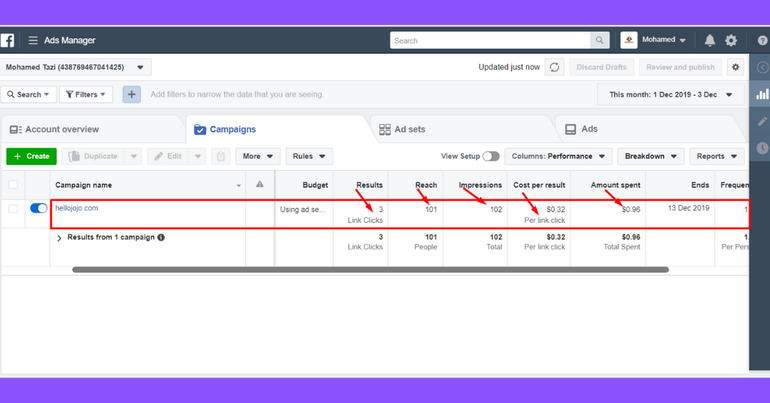 f Ads Manager Search Mohamed
Mohamed Tazi (438769467041425) Updated just now Discard Drafts Review and publish
Search Filters + Add filters to narrow the data that you are seeing. This month: 1 Dec 2019 - 3 Dec
Account overview Campaigns Ad sets Ads
+ Create Duplicate Edit More Rules View Setup Columns: Performance Breakdown Reports
Campaign name Budget Results Reach Impressions Cost per result Amount spent Ends Frequen
hellojojo.com Using ad se... 3 101 102 $0.32 $0.96 13 Dec 2019
Link Clicks Per link click
Results from 1 campaign 3 101 102 $0.32 $0.96
Link Clicks People Total Per link click Total Spent Per Pers